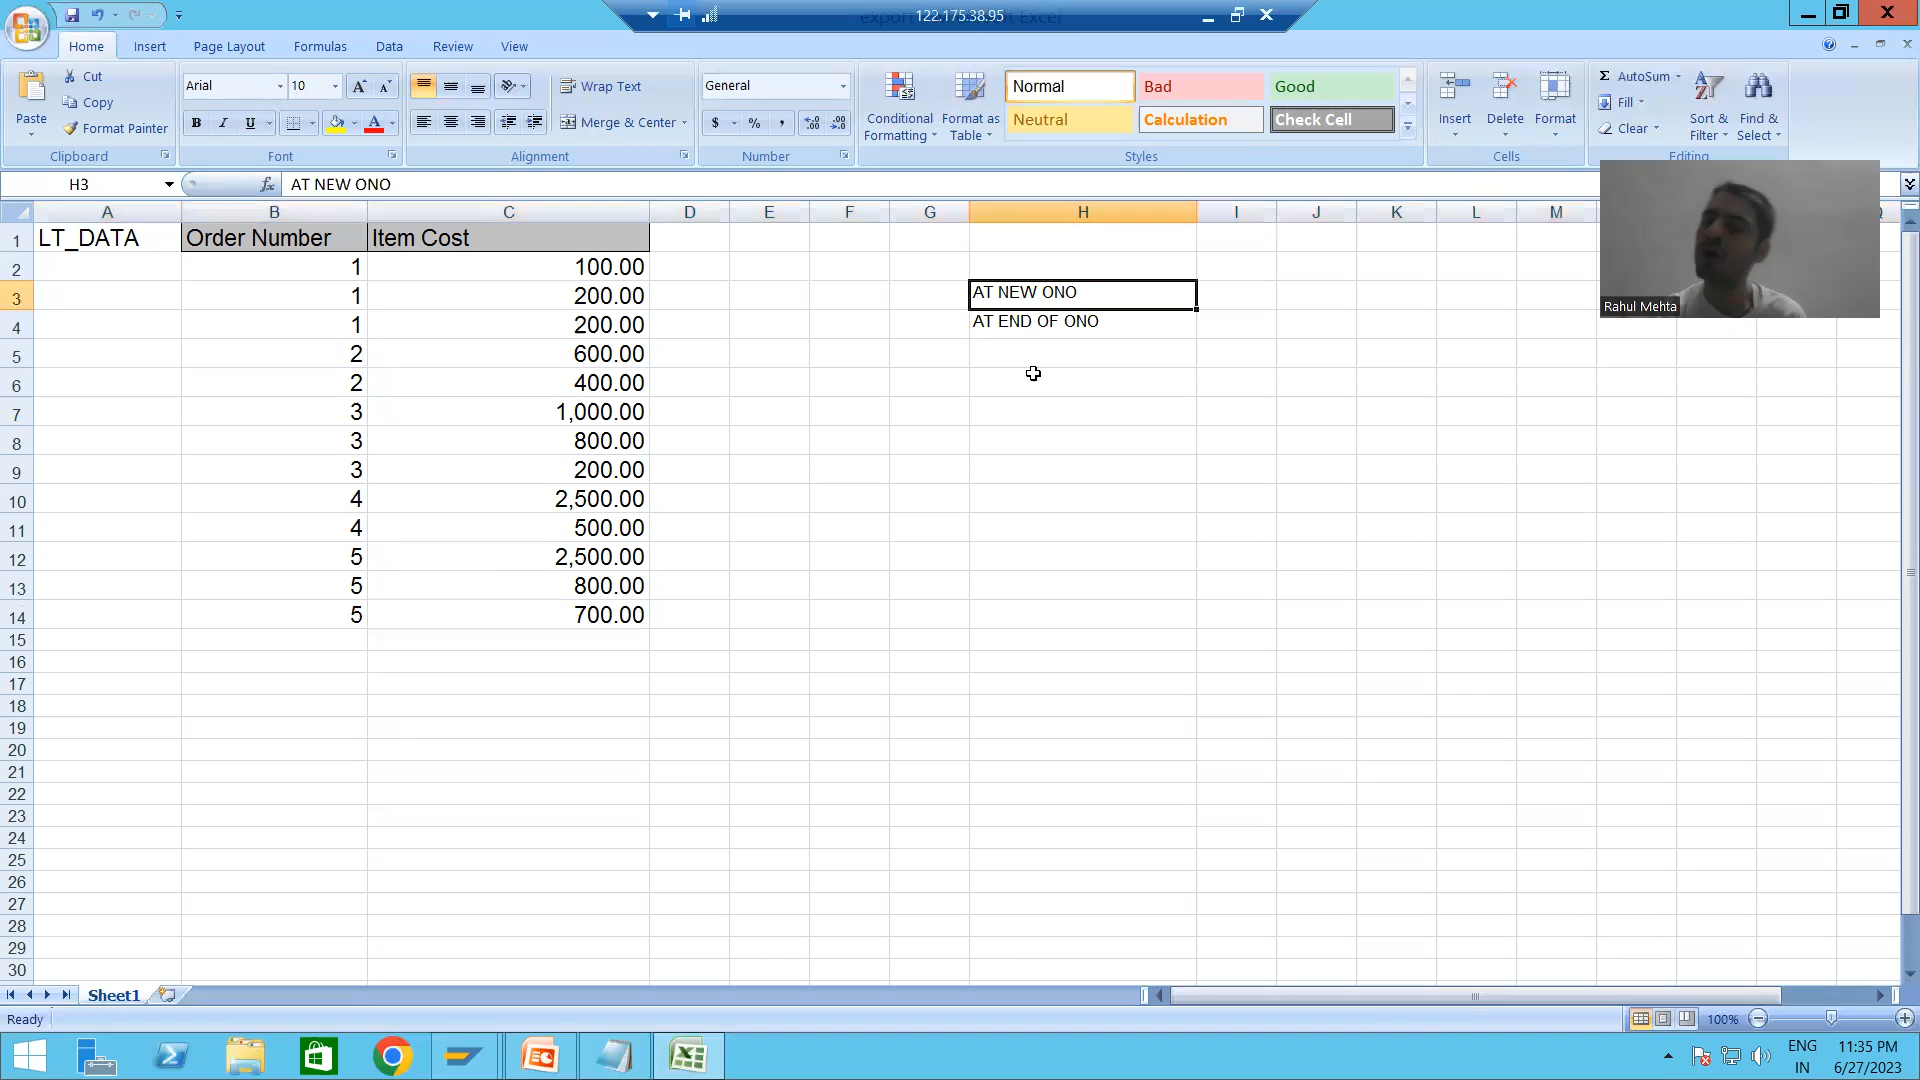 122.175.38.95
Home Insert Page Layout Formulas Data Review View
Paste Cut Copy Format Painter
Arial 10
B I U
Wrap Text
Merge & Center
General
$ % ,
Conditional Formatting Format as Table
Normal Bad Good
Neutral Calculation Check Cell
Insert Delete Format
AutoSum Fill Clear
Sort & Filter Find & Select
Clipboard Font Alignment Number Styles Cells Editing
H3 fx AT NEW ONO
A B C D E F G H I J K L M Q
1 LT_DATA Order Number Item Cost
2 1 100.00
3 1 200.00 AT NEW ONO
4 1 200.00 AT END OF ONO
5 2 600.00
6 2 400.00
7 3 1,000.00
8 3 800.00
9 3 200.00
10 4 2,500.00
11 4 500.00
12 5 2,500.00
13 5 800.00
14 5 700.00
15
16
17
18
19
20
21
22
23
24
25
26
27
28
29
30
Rahul Mehta
Sheet1
Ready 100%
ENG 11:35 PM
IN 6/27/2023